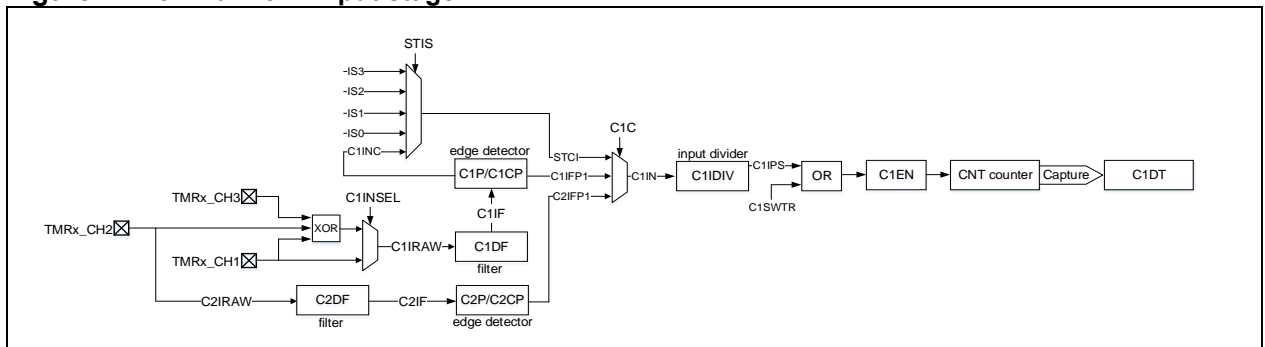 STIS
-IS3
-IS2
-IS1
-IS0
C1INC
edge detector
C1P/C1CP
STCI
C1IFP1
C2IFP1
C1C
C1IN
input divider
C1IDIV
C1IPS
C1SWTR
OR
C1EN
CNT counter
Capture
C1DT
TMRx_CH3
TMRx_CH2
TMRx_CH1
XOR
C1INSEL
C1IRAW
C1IF
C1DF
filter
C2IRAW
C2DF
filter
C2IF
C2P/C2CP
edge detector